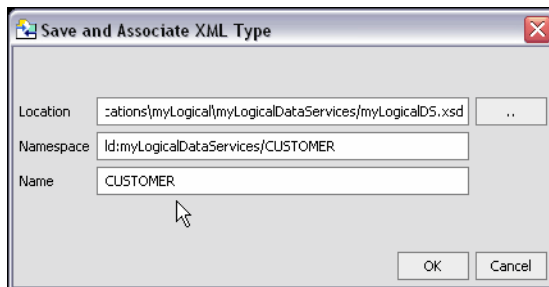 Save and Associate XML Type
Location :ations\myLogical\myLogicalDataServices/myLogicalDS.xsd ..
Namespace ld:myLogicalDataServices/CUSTOMER
Name CUSTOMER
OK Cancel